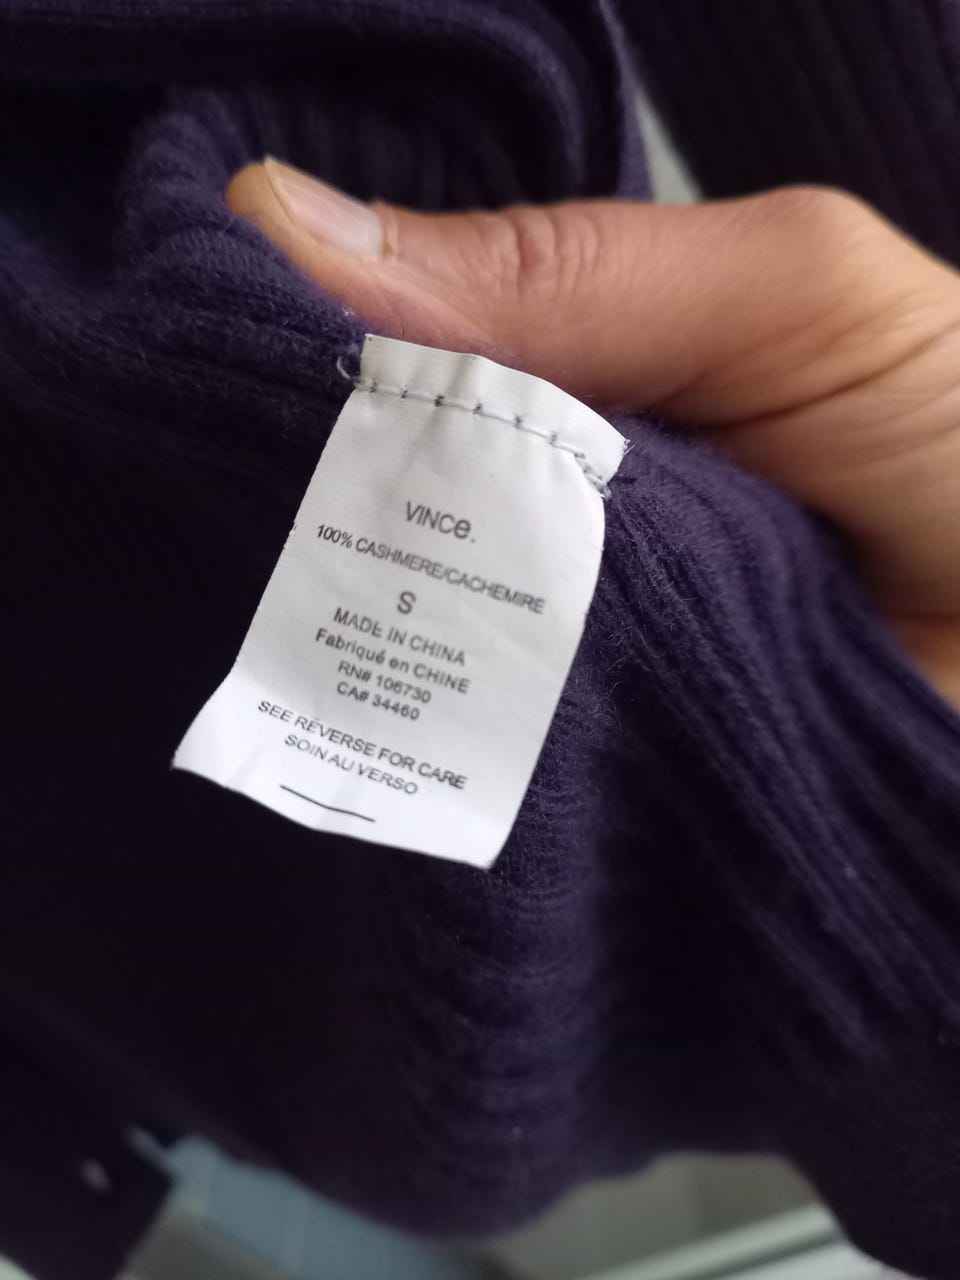 VINCe.
100% CASHMERE/CACHEMIRE
S
MADE IN CHINA
Fabriqué en CHINE
RN# 106730
CA# 34460
SEE REVERSE FOR CARE
SOIN AU VERSO